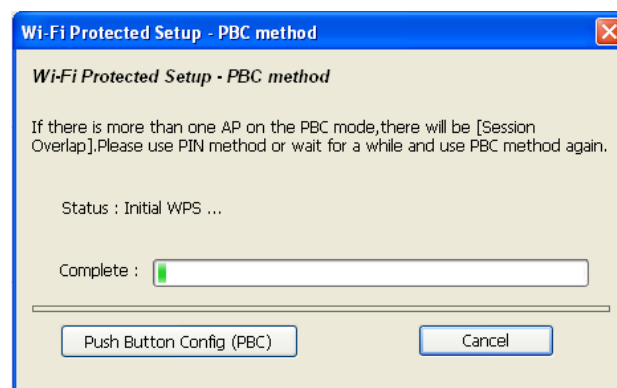 Wi-Fi Protected Setup - PBC method
Wi-Fi Protected Setup - PBC method
If there is more than one AP on the PBC mode,there will be [Session
Overlap].Please use PIN method or wait for a while and use PBC method again.
Status : Initial WPS ...
Complete :
Push Button Config (PBC) Cancel